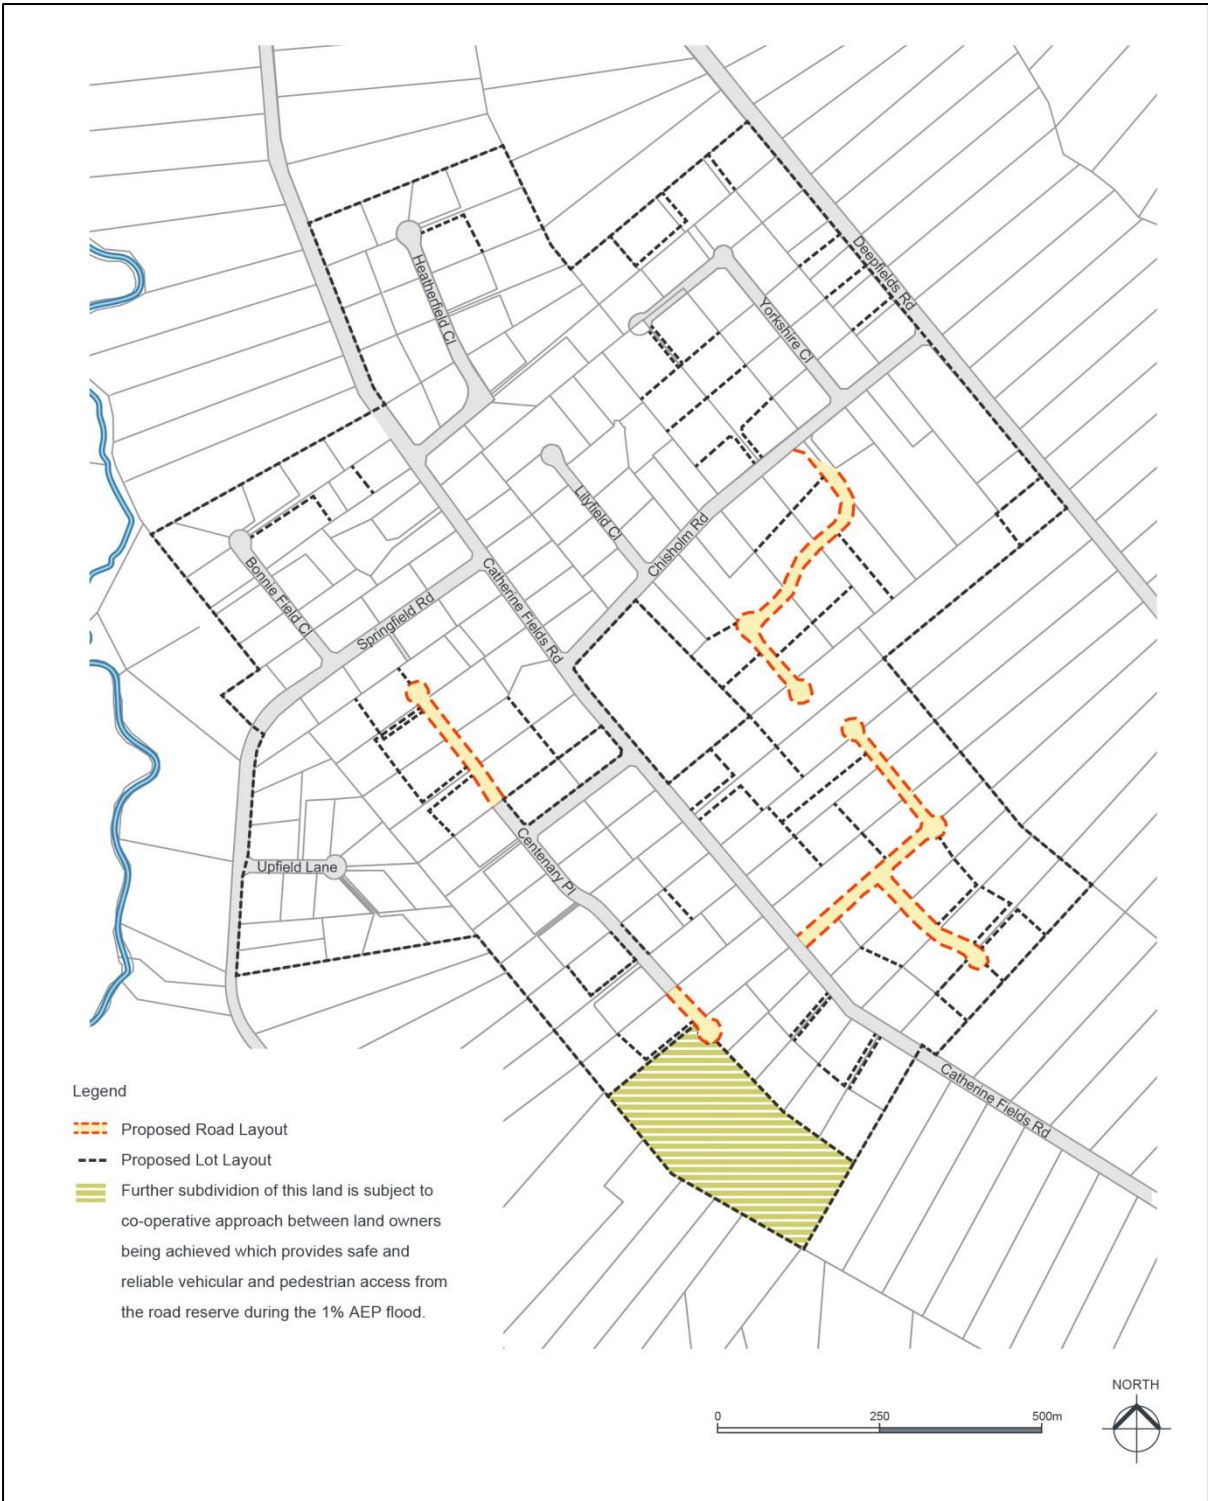 Deepfields Rd
Heatherfield Cl
Yorkshire Cl
Lilyfield Cl
Chisholm Rd
Bonnie Field Cl
Springfield Rd
Catherine Fields Rd
Centenary Pl
Upfield Lane
Catherine Fields Rd
Legend
Proposed Road Layout
Proposed Lot Layout
Further subdividion of this land is subject to
co-operative approach between land owners
being achieved which provides safe and
reliable vehicular and pedestrian access from
the road reserve during the 1% AEP flood.
NORTH
0 250 500m